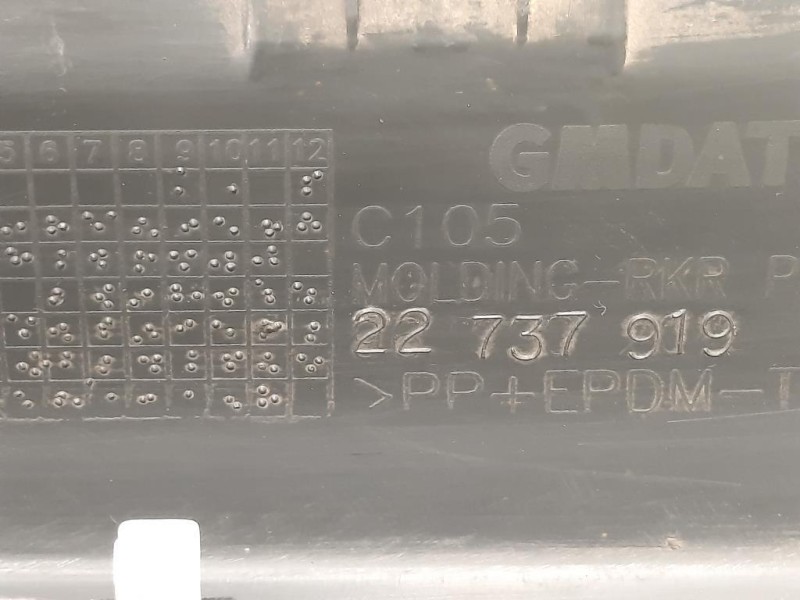 5 6 7 8 9 10 11 12
GMDAT
C105
MOLDING-RKR P
22 737 919
>PP+EPDM-T